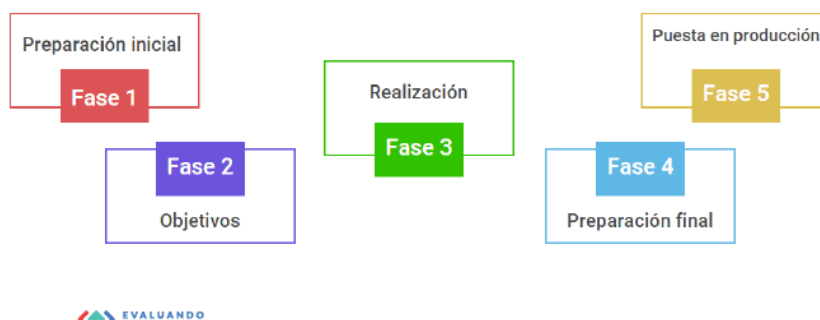 Preparación inicial
Fase 1
Fase 2
Objetivos
Realización
Fase 3
Fase 4
Preparación final
Puesta en producción
Fase 5
EVALUANDO